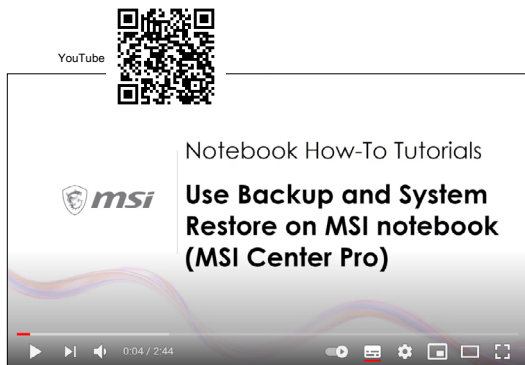 YouTube
Notebook How-To Tutorials
msi
Use Backup and System
Restore on MSI notebook
(MSI Center Pro)
0:04 / 2:44